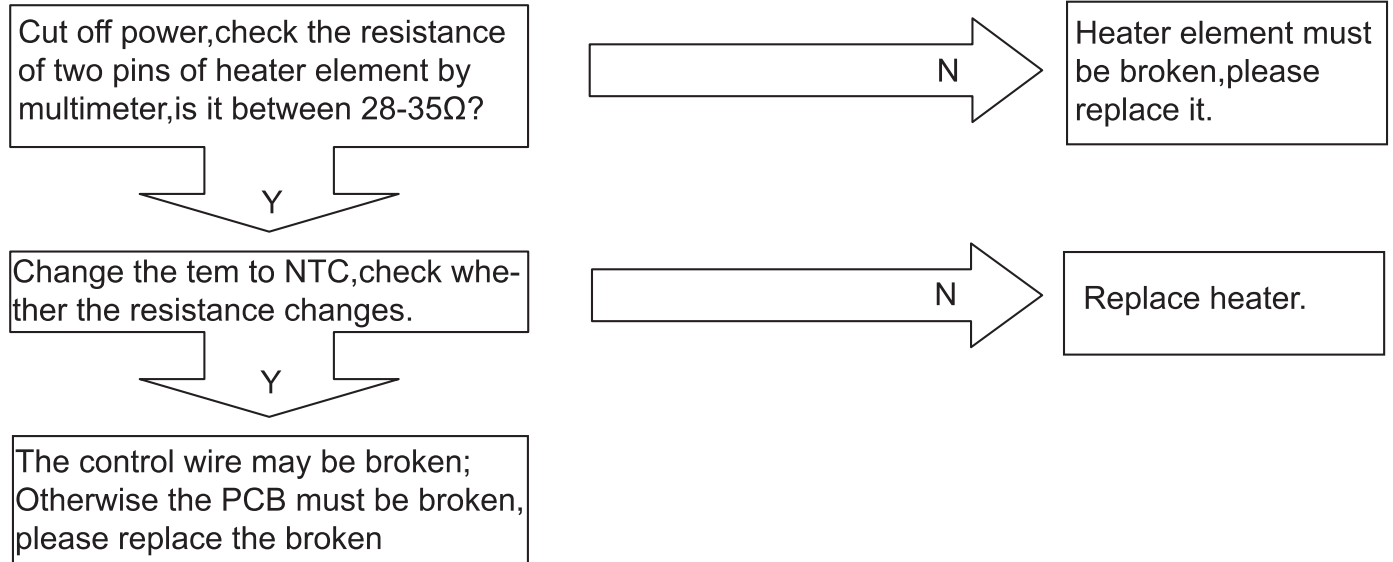 Cut off power,check the resistance
of two pins of heater element by
multimeter,is it between 28-35Ω?
N
Heater element must
be broken,please
replace it.
Y
Change the tem to NTC,check whe-
ther the resistance changes.
N
Replace heater.
Y
The control wire may be broken;
Otherwise the PCB must be broken,
please replace the broken